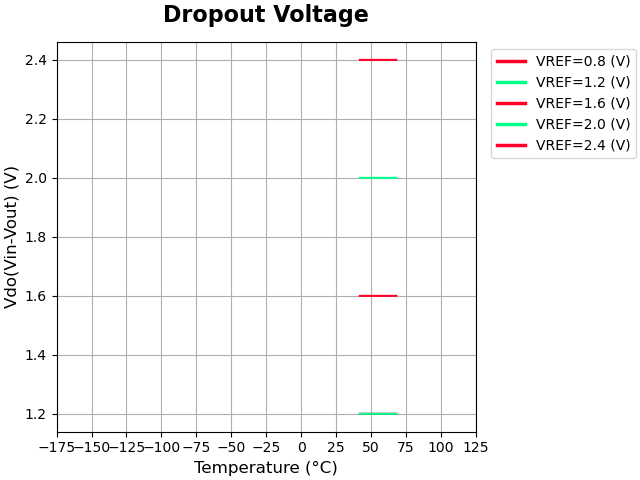 Dropout Voltage
VREF=0.8 (V)
VREF=1.2 (V)
VREF=1.6 (V)
VREF=2.0 (V)
VREF=2.4 (V)
Vdo(Vin-Vout) (V)
2.4
2.2
2.0
1.8
1.6
1.4
1.2
−175 −150 −125 −100 −75 −50 −25 0 25 50 75 100 125
Temperature (°C)